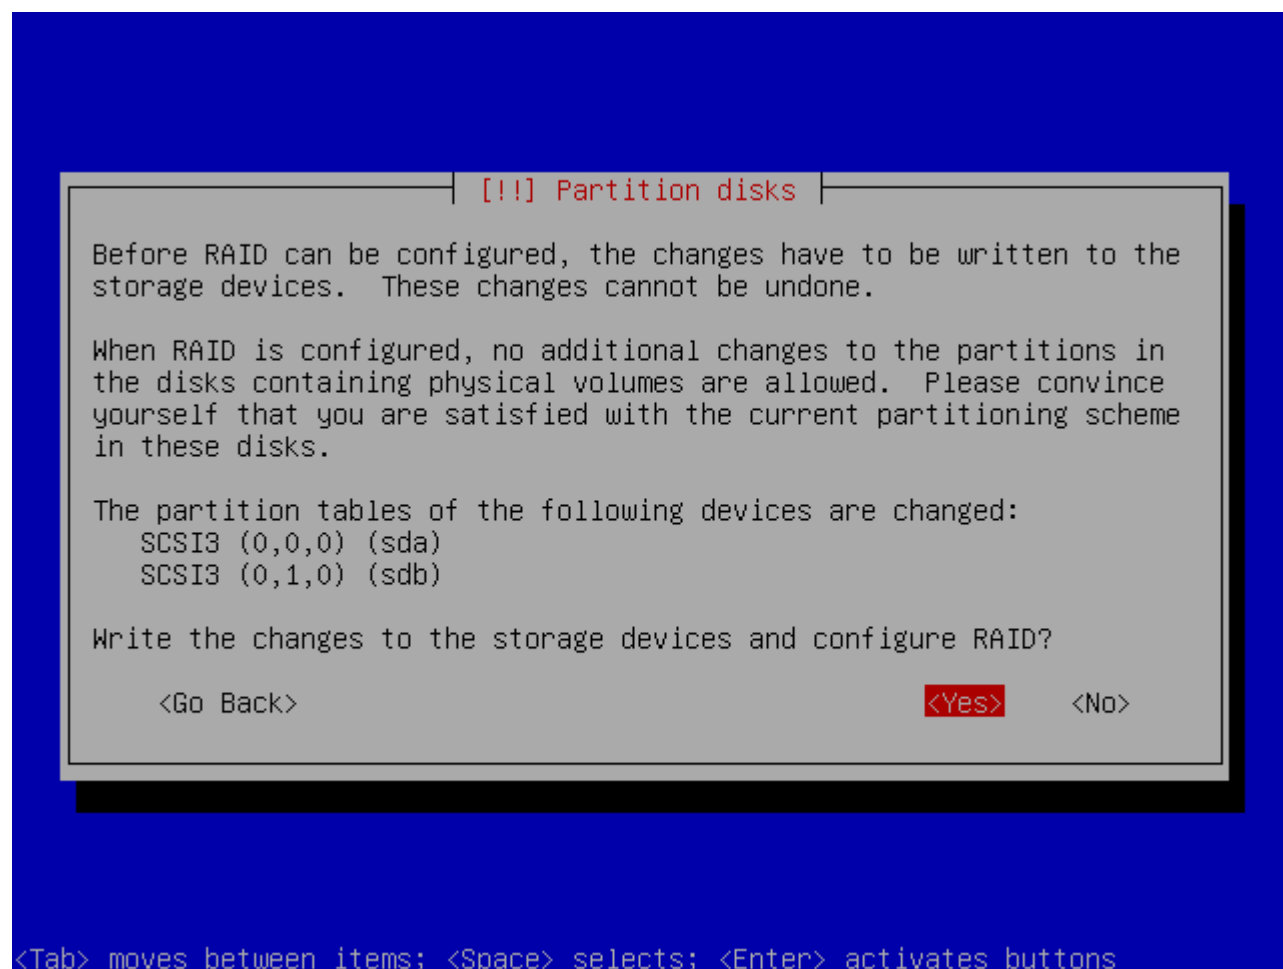 [!!] Partition disks
Before RAID can be configured, the changes have to be written to the
storage devices.  These changes cannot be undone.
When RAID is configured, no additional changes to the partitions in
the disks containing physical volumes are allowed.  Please convince
yourself that you are satisfied with the current partitioning scheme
in these disks.
The partition tables of the following devices are changed:
SCSI3 (0,0,0) (sda)
SCSI3 (0,1,0) (sdb)
Write the changes to the storage devices and configure RAID?
<Go Back> <Yes> <No>
<Tab> moves between items; <Space> selects; <Enter> activates buttons